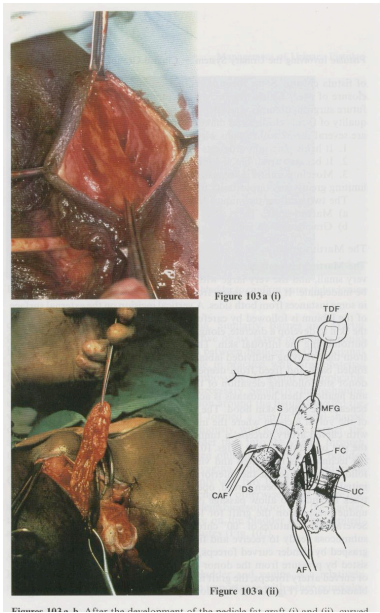 Figure 103 a (i)
TDF
S
MFG
FC
CAF
DS
UC
AF
Figure 103 a (ii)
Figures 103 a, b. After the development of the pedicle fat graft (i) and (ii), curved